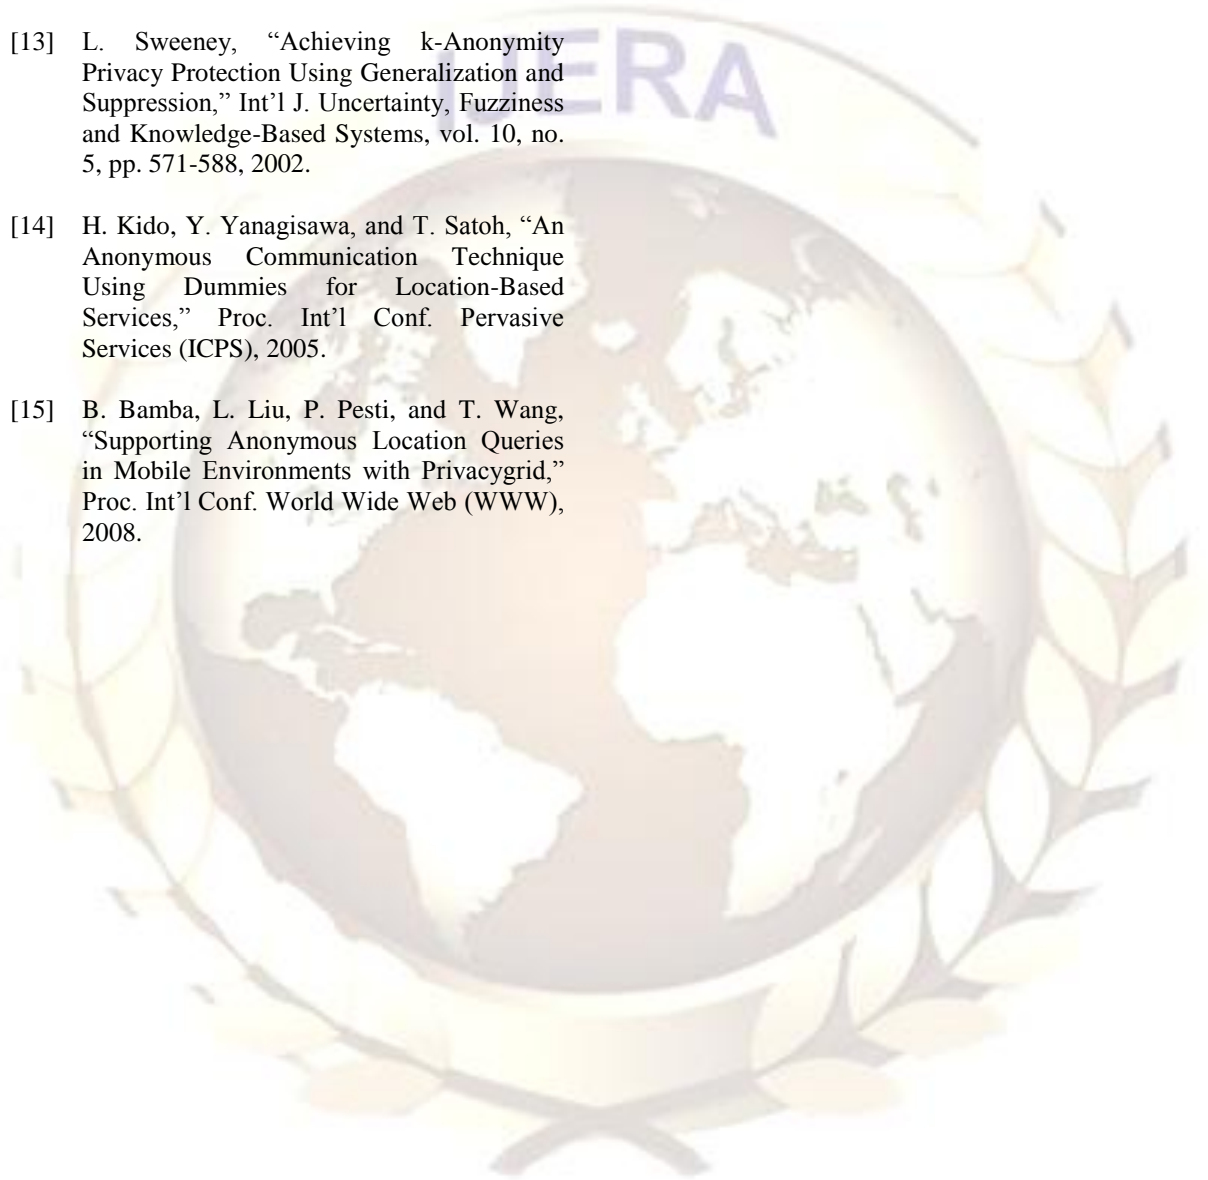 IJERA
[13] L. Sweeney, “Achieving k-Anonymity
Privacy Protection Using Generalization and
Suppression,” Int’l J. Uncertainty, Fuzziness
and Knowledge-Based Systems, vol. 10, no.
5, pp. 571-588, 2002.
[14] H. Kido, Y. Yanagisawa, and T. Satoh, “An
Anonymous Communication Technique
Using Dummies for Location-Based
Services,” Proc. Int’l Conf. Pervasive
Services (ICPS), 2005.
[15] B. Bamba, L. Liu, P. Pesti, and T. Wang,
“Supporting Anonymous Location Queries
in Mobile Environments with Privacygrid,”
Proc. Int’l Conf. World Wide Web (WWW),
2008.